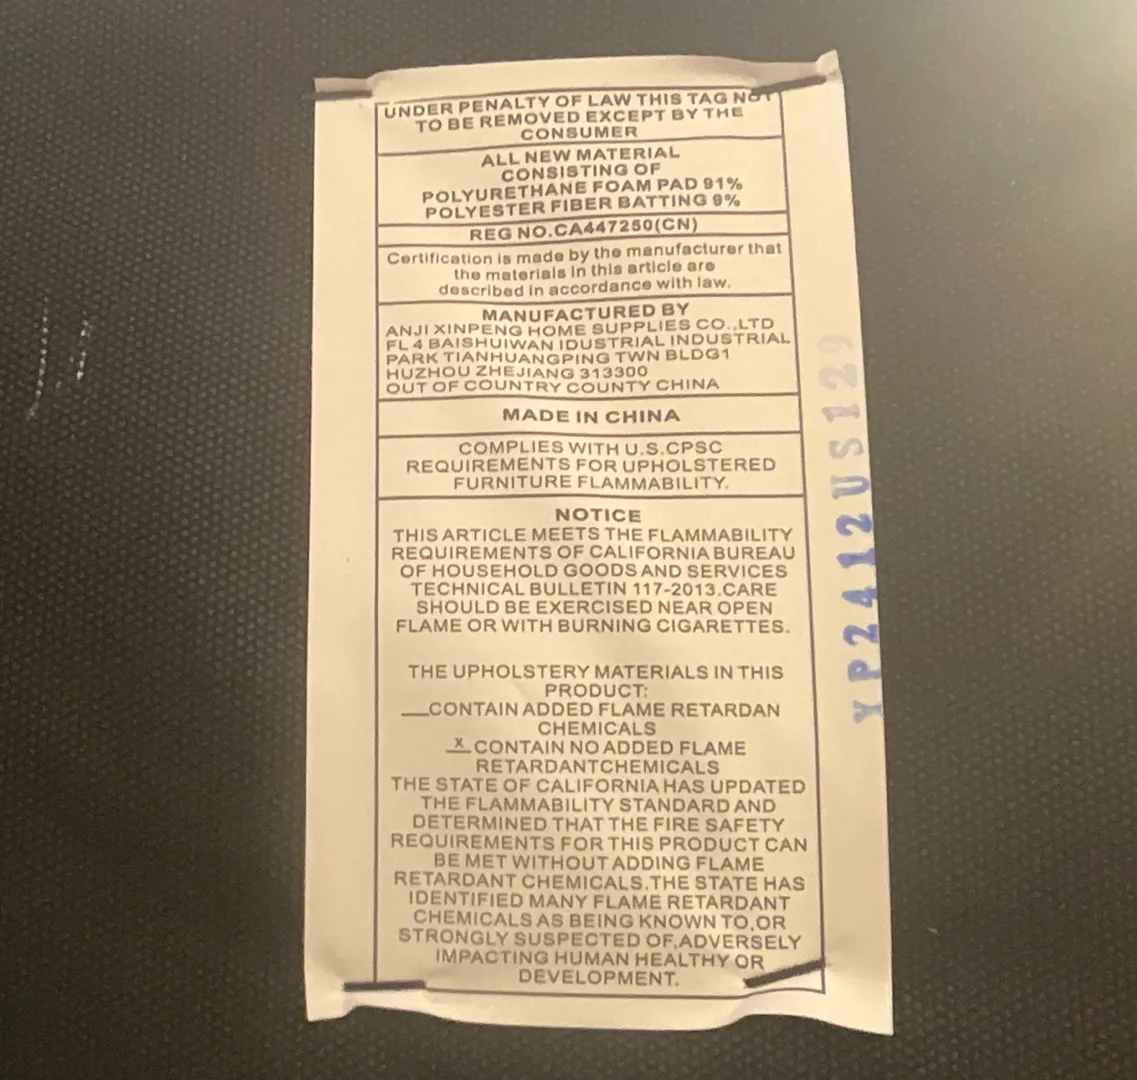 UNDER PENALTY OF LAW THIS TAG NOT
TO BE REMOVED EXCEPT BY THE
CONSUMER
ALL NEW MATERIAL
CONSISTING OF
POLYURETHANE FOAM PAD 91%
POLYESTER FIBER BATTING 9%
REG NO.CA447250(CN)
Certification is made by the manufacturer that
the materials in this article are
described in accordance with law.
MANUFACTURED BY
ANJI XINPENG HOME SUPPLIES CO.,LTD
FL 4 BAISHUIWAN IDUSTRIAL INDUSTRIAL
PARK TIANHUANGPING TWN BLDG1
HUZHOU ZHEJIANG 313300
OUT OF COUNTRY COUNTY CHINA
MADE IN CHINA
COMPLIES WITH U.S.CPSC
REQUIREMENTS FOR UPHOLSTERED
FURNITURE FLAMMABILITY.
NOTICE
THIS ARTICLE MEETS THE FLAMMABILITY
REQUIREMENTS OF CALIFORNIA BUREAU
OF HOUSEHOLD GOODS AND SERVICES
TECHNICAL BULLETIN 117-2013.CARE
SHOULD BE EXERCISED NEAR OPEN
FLAME OR WITH BURNING CIGARETTES.
THE UPHOLSTERY MATERIALS IN THIS
PRODUCT:
__CONTAIN ADDED FLAME RETARDAN
CHEMICALS
x CONTAIN NO ADDED FLAME
RETARDANTCHEMICALS
THE STATE OF CALIFORNIA HAS UPDATED
THE FLAMMABILITY STANDARD AND
DETERMINED THAT THE FIRE SAFETY
REQUIREMENTS FOR THIS PRODUCT CAN
BE MET WITHOUT ADDING FLAME
RETARDANT CHEMICALS.THE STATE HAS
IDENTIFIED MANY FLAME RETARDANT
CHEMICALS AS BEING KNOWN TO,OR
STRONGLY SUSPECTED OF,ADVERSELY
IMPACTING HUMAN HEALTHY OR
DEVELOPMENT.
YP2412US129